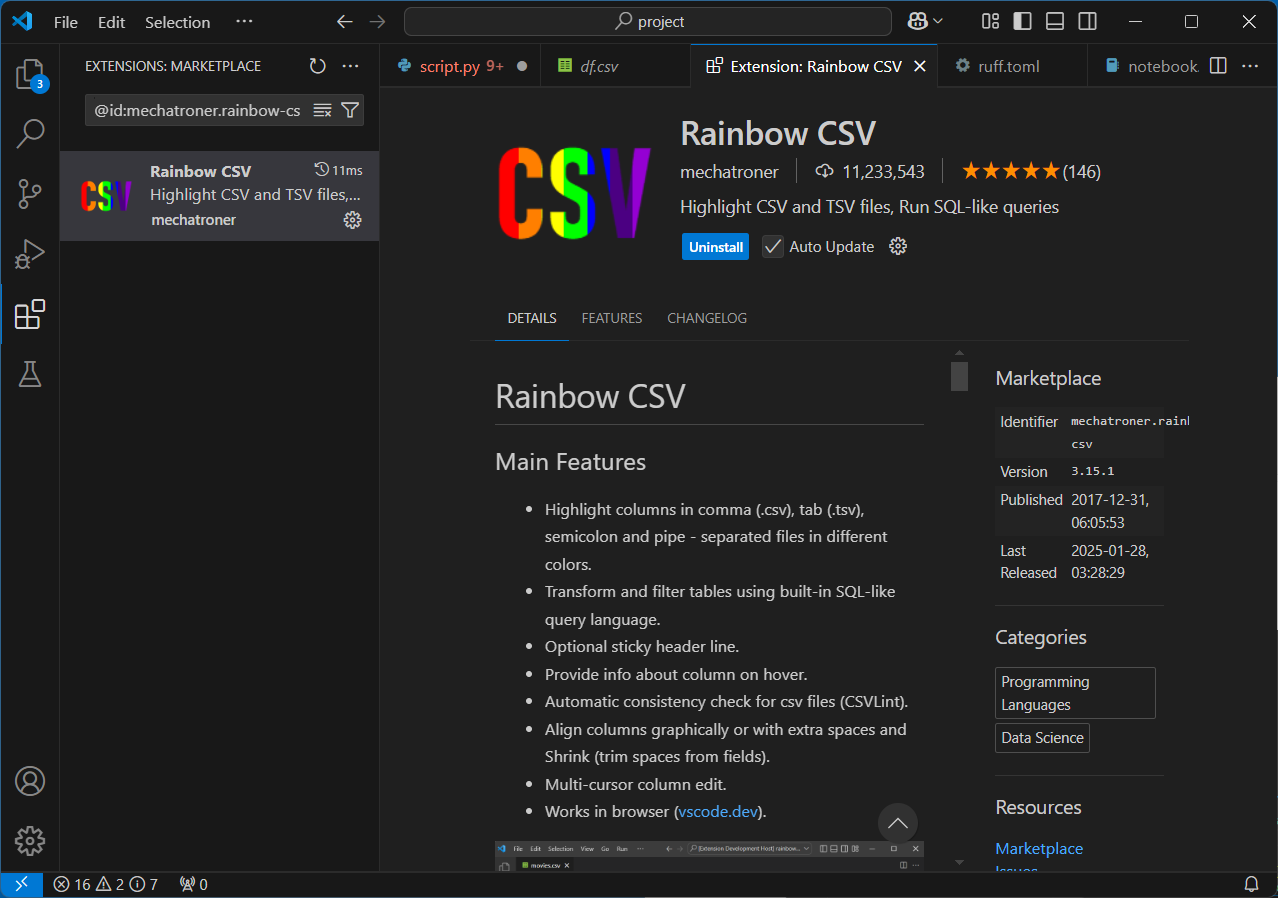 File Edit Selection ···
project
3
EXTENSIONS: MARKETPLACE
script.py 9+
df.csv
Extension: Rainbow CSV
ruff.toml
notebook.
@id:mechatroner.rainbow-cs
CSV
Rainbow CSV
11ms
Highlight CSV and TSV files,...
mechatroner
CSV
Rainbow CSV
mechatroner
11,233,543
(146)
Highlight CSV and TSV files, Run SQL-like queries
Uninstall
Auto Update
DETAILS
FEATURES
CHANGELOG
Rainbow CSV
Main Features
• Highlight columns in comma (.csv), tab (.tsv),
semicolon and pipe - separated files in different
colors.
• Transform and filter tables using built-in SQL-like
query language.
• Optional sticky header line.
• Provide info about column on hover.
• Automatic consistency check for csv files (CSVLint).
• Align columns graphically or with extra spaces and
Shrink (trim spaces from fields).
• Multi-cursor column edit.
• Works in browser (vscode.dev).
File Edit Selection View Go Run ···
[Extension Development Host] rainbow...
movies.csv
Marketplace
Identifier mechatroner.rainb
csv
Version 3.15.1
Published 2017-12-31,
06:05:53
Last 2025-01-28,
Released 03:28:29
Categories
Programming
Languages
Data Science
Resources
Marketplace
Issues
16 2 7 0